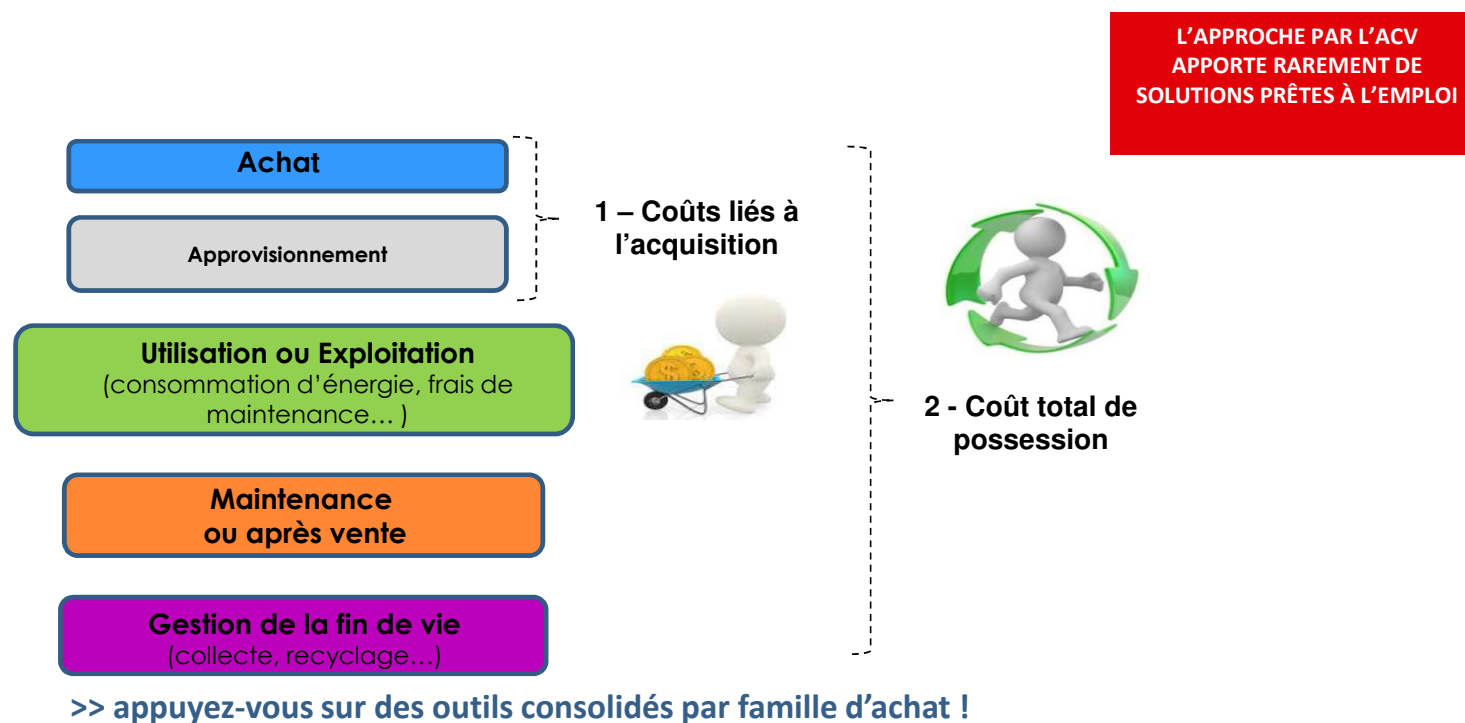 L’APPROCHE PAR L’ACV
APPORTE RAREMENT DE
SOLUTIONS PRÊTES À L’EMPLOI
Achat
Approvisionnement
1 – Coûts liés à
l’acquisition
Utilisation ou Exploitation
(consommation d’énergie, frais de
maintenance… )
2 - Coût total de
possession
Maintenance
ou après vente
Gestion de la fin de vie
(collecte, recyclage…)
>> appuyez-vous sur des outils consolidés par famille d’achat !